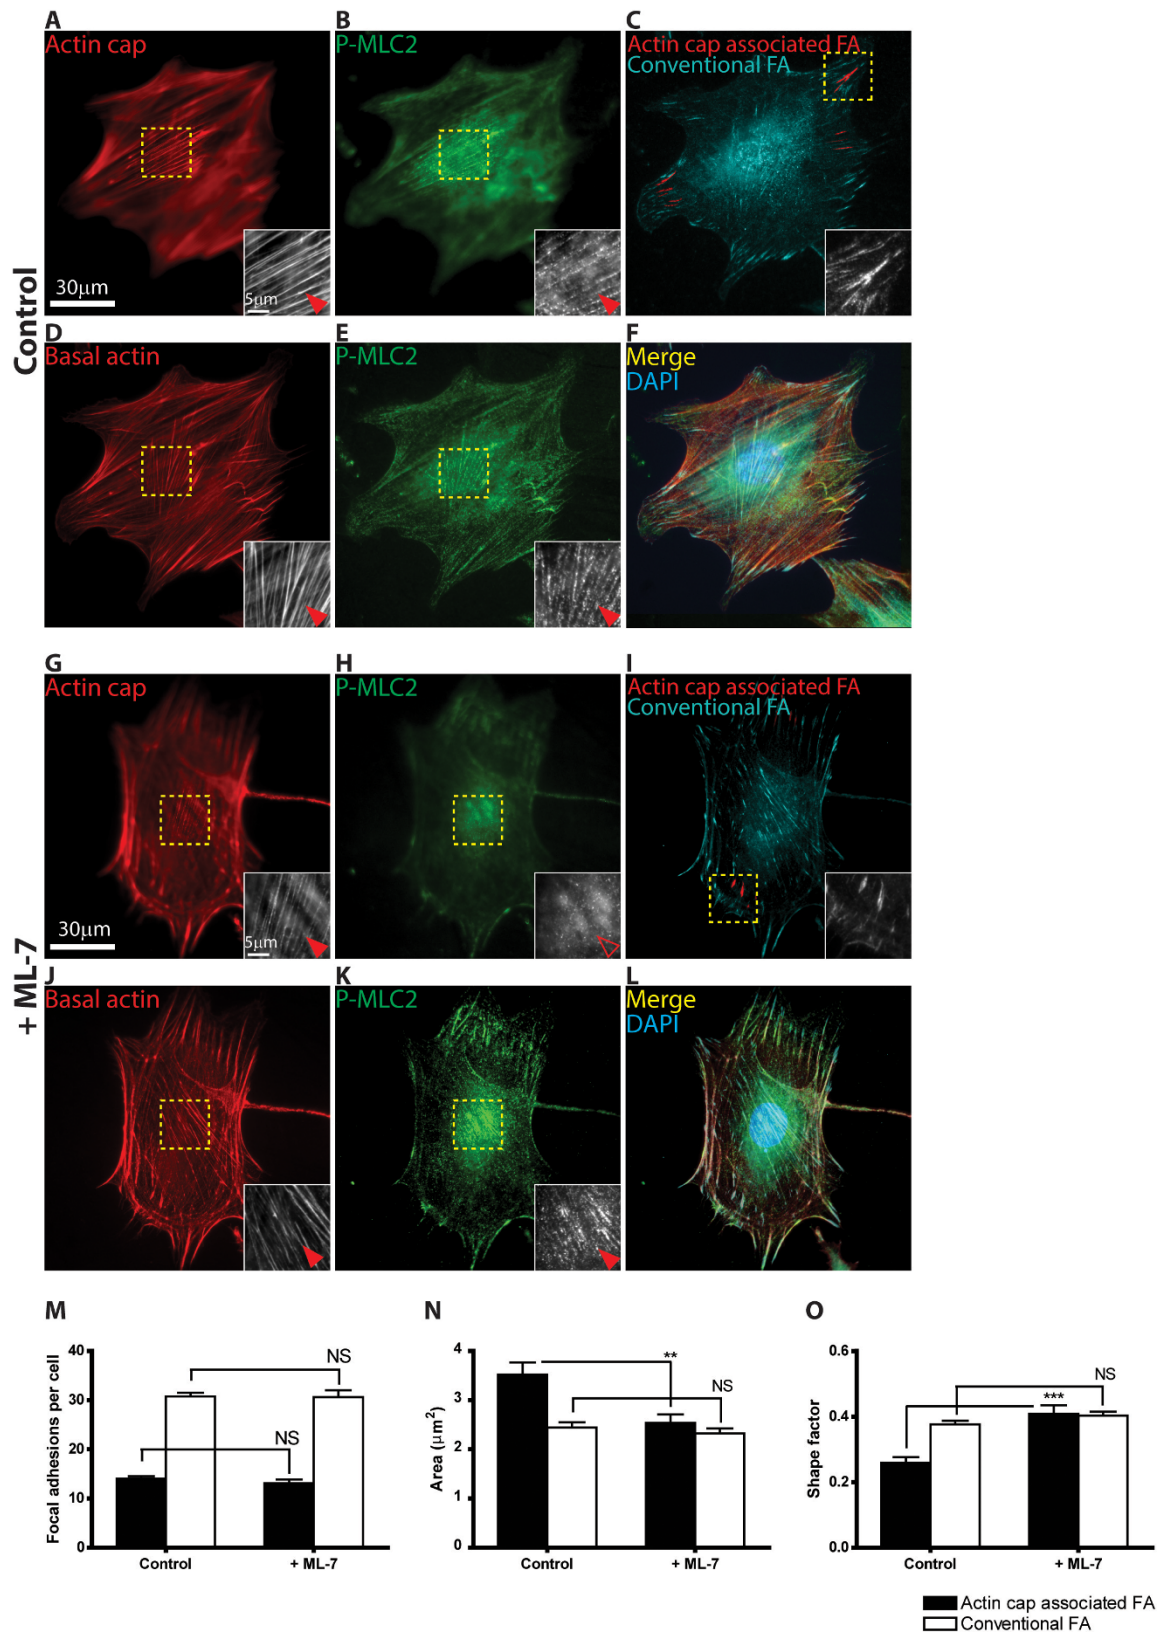 A B C
Actin cap P-MLC2 Actin cap associated FA
Conventional FA
Control
30μm 5μm
D E F
Basal actin P-MLC2 Merge
DAPI
G H I
Actin cap P-MLC2 Actin cap associated FA
Conventional FA
+ ML-7
30μm 5μm
J K L
Basal actin P-MLC2 Merge
DAPI
M
Focal adhesions per cell
40
30
20
10
0
NS
NS
Control + ML-7
N
Area (μm²)
4
3
2
1
0
**
NS
Control + ML-7
O
Shape factor
0.6
0.4
0.2
0.0
NS
***
Control + ML-7
Actin cap associated FA
Conventional FA